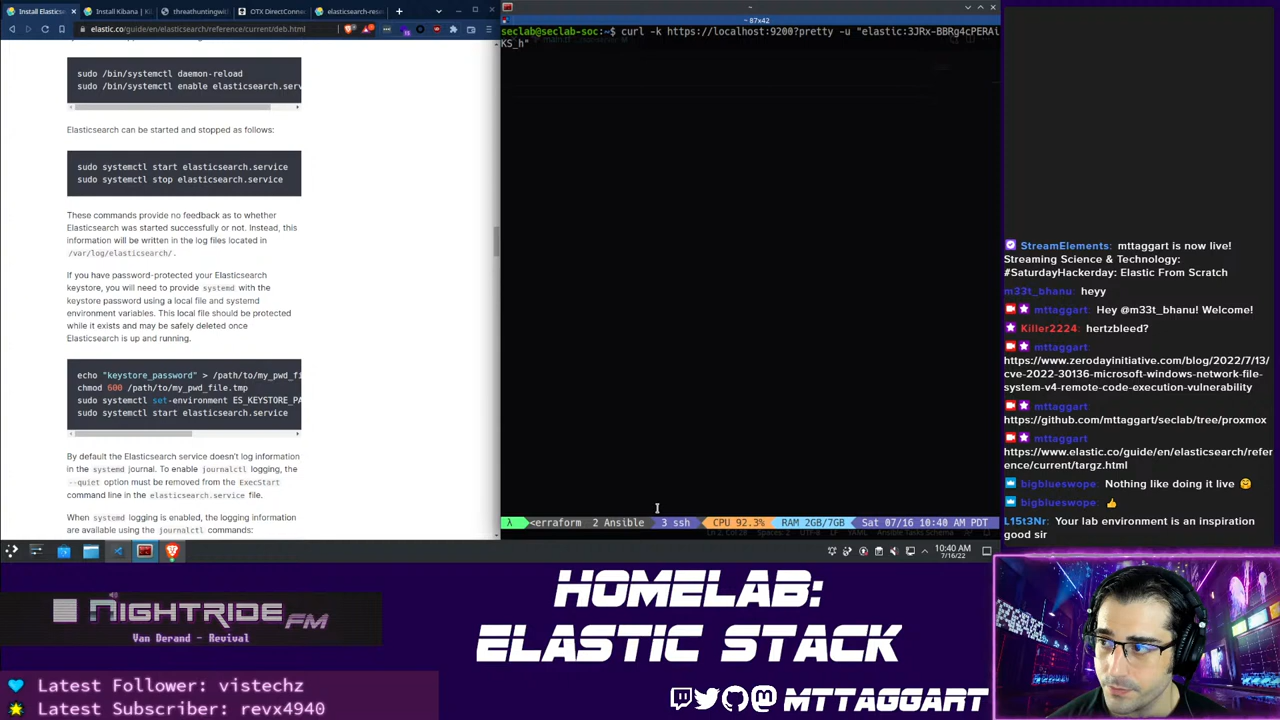 Install Elastics
Install Kibana | Ki
threathuntingwit
OTX DirectConne
elasticsearch-rese
elastic.co/guide/en/elasticsearch/reference/current/deb.html
sudo /bin/systemctl daemon-reload
sudo /bin/systemctl enable elasticsearch.serv
Elasticsearch can be started and stopped as follows:
sudo systemctl start elasticsearch.service
sudo systemctl stop elasticsearch.service
These commands provide no feedback as to whether
Elasticsearch was started successfully or not. Instead, this
information will be written in the log files located in
/var/log/elasticsearch/.
If you have password-protected your Elasticsearch
keystore, you will need to provide systemd with the
keystore password using a local file and systemd
environment variables. This local file should be protected
while it exists and may be safely deleted once
Elasticsearch is up and running.
echo "keystore_password" > /path/to/my_pwd_fi
chmod 600 /path/to/my_pwd_file.tmp
sudo systemctl set-environment ES_KEYSTORE_PA
sudo systemctl start elasticsearch.service
By default the Elasticsearch service doesn't log information
in the systemd journal. To enable journalctl logging, the
--quiet option must be removed from the ExecStart
command line in the elasticsearch.service file.
When systemd logging is enabled, the logging information
are available using the journalctl commands:
~
~ 87x42
seclab@seclab-soc:~$ curl -k https://localhost:9200?pretty -u "elastic:3JRx-BBRg4cPERAi
KS_h"
λ <erraform 2 Ansible 3 ssh CPU 92.3% RAM 2GB/7GB Sat 07/16 10:40 AM PDT
10:40 AM
7/16/22
StreamElements: mttaggart is now live!
Streaming Science & Technology:
#SaturdayHackerday: Elastic From Scratch
m33t_bhanu: heyy
mttaggart: Hey @m33t_bhanu! Welcome!
Killer2224: hertzbleed?
mttaggart:
https://www.zerodayinitiative.com/blog/2022/7/13/
cve-2022-30136-microsoft-windows-network-file-
system-v4-remote-code-execution-vulnerability
mttaggart:
https://github.com/mttaggart/seclab/tree/proxmox
mttaggart:
https://www.elastic.co/guide/en/elasticsearch/refer
ence/current/targz.html
bigblueswope: Nothing like doing it live 🤗
bigblueswope: 👍
L15t3Nr: Your lab environment is an inspiration
good sir
NIGHTRIDE FM
Van Derand - Revival
HOMELAB:
ELASTIC STACK
MTTAGGART
Latest Follower: vistechz
Latest Subscriber: revx4940